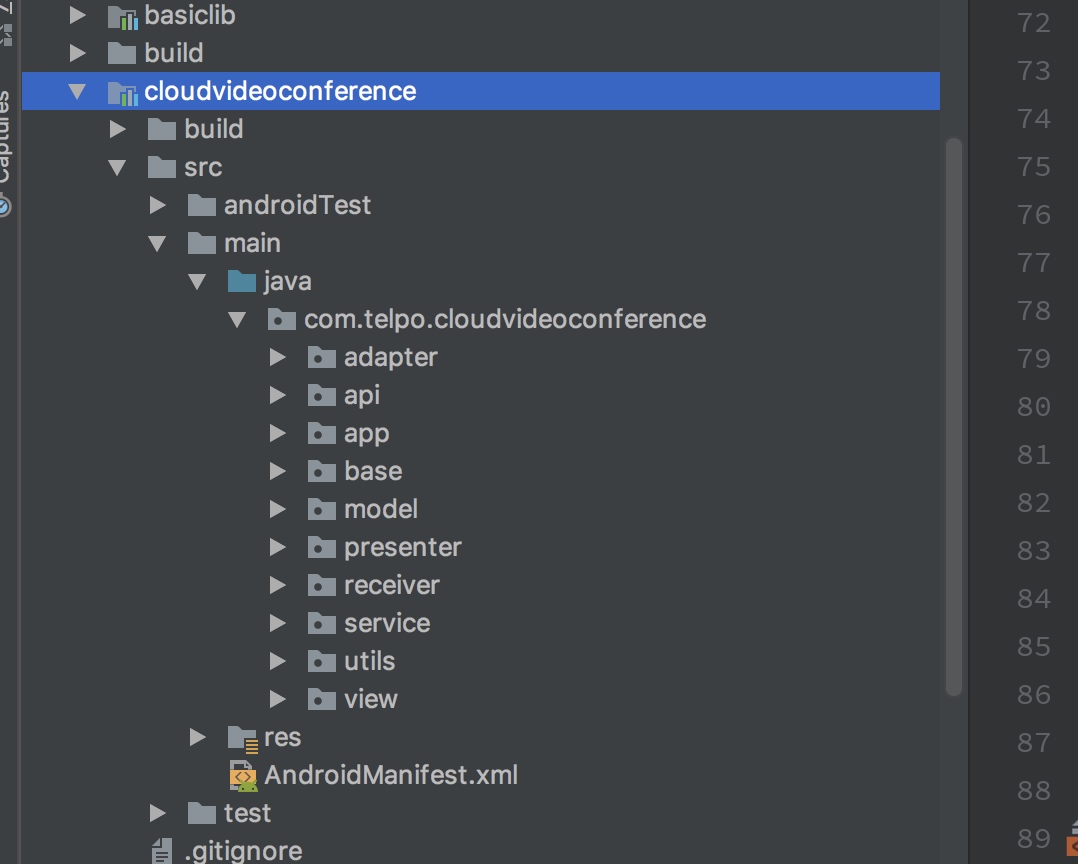 basiclib
build
cloudvideoconference
build
src
androidTest
main
java
com.telpo.cloudvideoconference
adapter
api
app
base
model
presenter
receiver
service
utils
view
res
AndroidManifest.xml
test
.gitignore
Captures
72
73
74
75
76
77
78
79
80
81
82
83
84
85
86
87
88
89